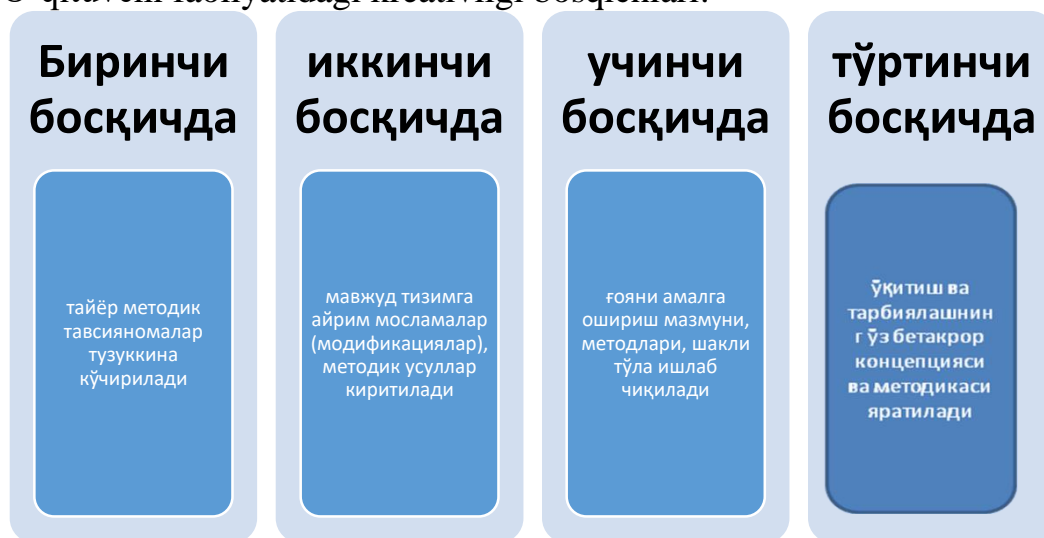 Биринчи
босқичда
тайёр методик
тавсияномалар
тузуккина
кўчирилади
иккинчи
босқичда
мавжуд тизимга
айрим мосламалар
(модификациялар),
методик усуллар
киритилади
учинчи
босқичда
ғояни амалга
ошириш мазмуни,
методлари, шакли
тўла ишлаб
чиқилади
тўртинчи
босқичда
ўқитиш ва
тарбиялашнин
г ўз бетакрор
концепцияси
ва методикаси
яратилади